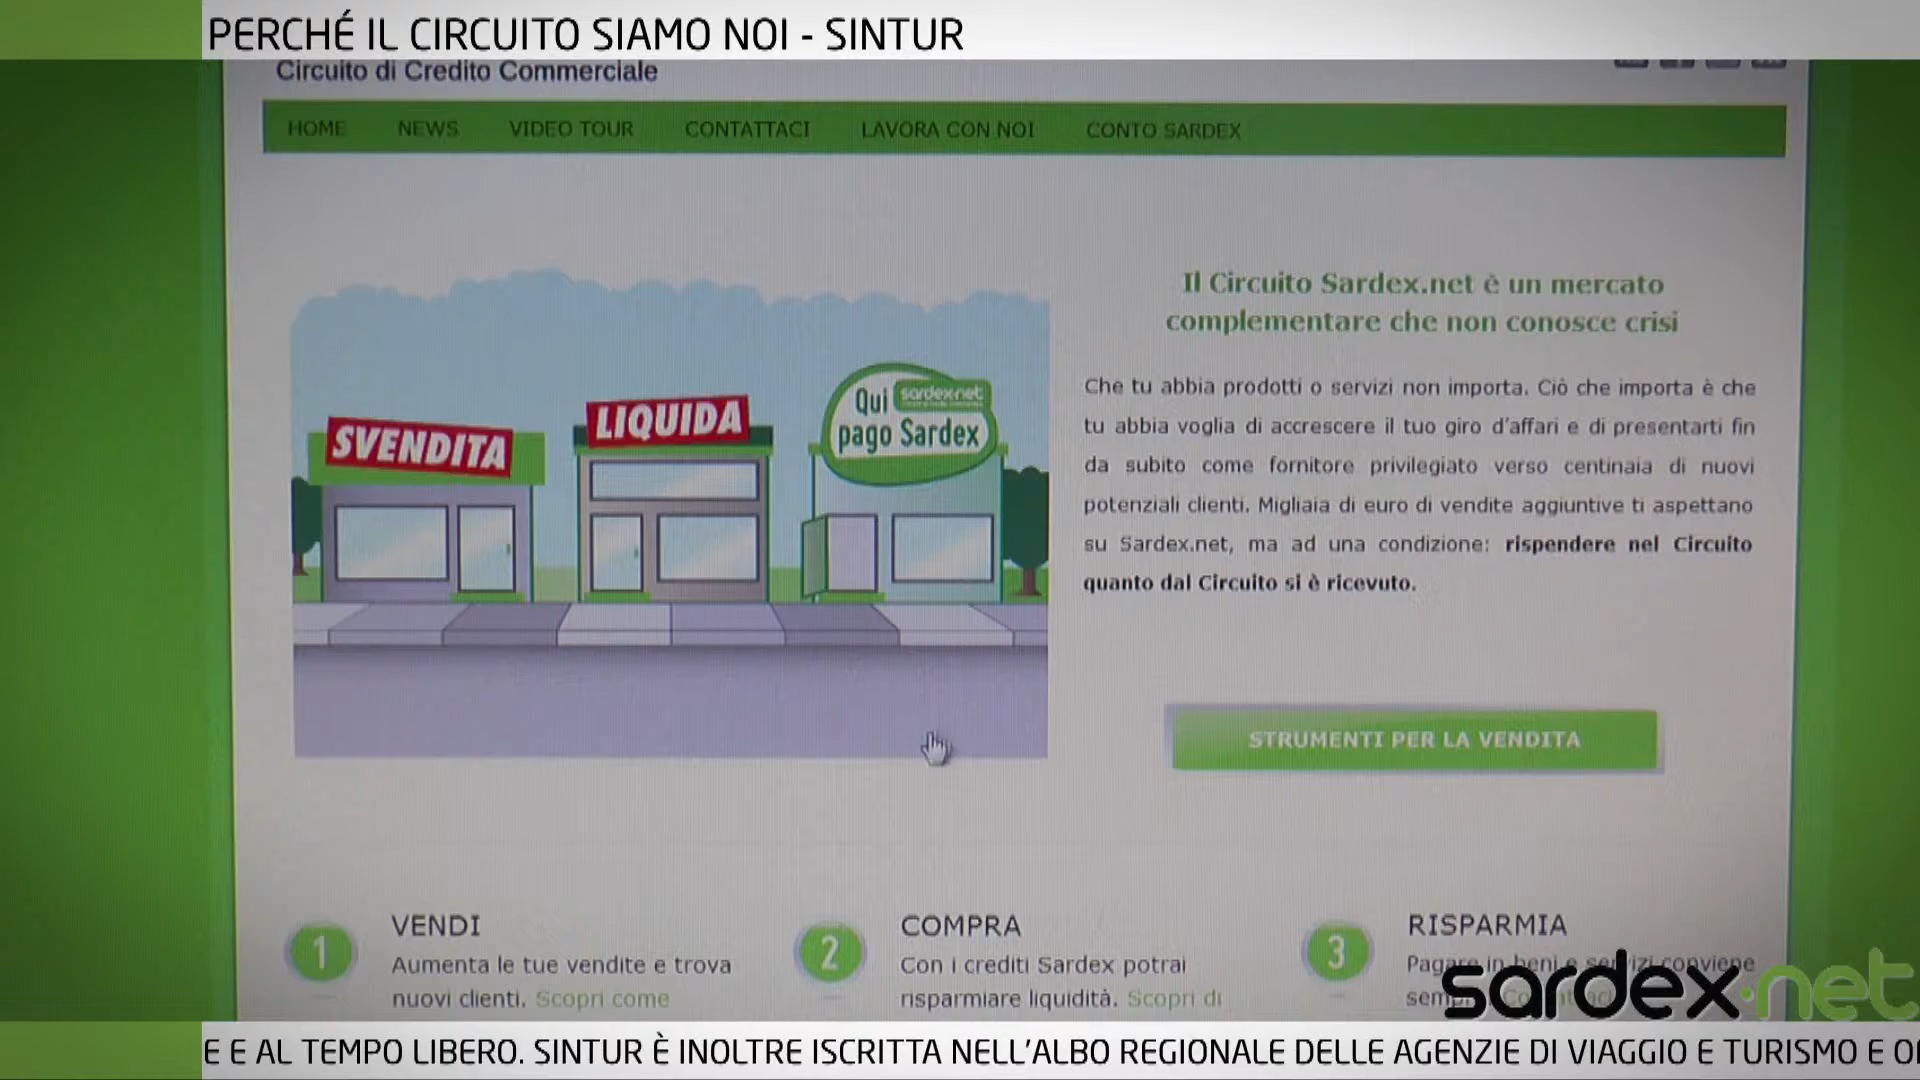 PERCHÉ IL CIRCUITO SIAMO NOI - SINTUR
Circuito di Credito Commerciale
HOME NEWS VIDEO TOUR CONTATTACI LAVORA CON NOI CONTO SARDEX
SVENDITA
LIQUIDA
Qui sardex.net
pago Sardex
Il Circuito Sardex.net è un mercato
complementare che non conosce crisi
Che tu abbia prodotti o servizi non importa. Ciò che importa è che
tu abbia voglia di accrescere il tuo giro d'affari e di presentarti fin
da subito come fornitore privilegiato verso centinaia di nuovi
potenziali clienti. Migliaia di euro di vendite aggiuntive ti aspettano
su Sardex.net, ma ad una condizione: rispendere nel Circuito
quanto dal Circuito si è ricevuto.
STRUMENTI PER LA VENDITA
1 VENDI
Aumenta le tue vendite e trova
nuovi clienti. Scopri come
2 COMPRA
Con i crediti Sardex potrai
risparmiare liquidità. Scopri di
3 RISPARMIA
Pagare in beni e servizi conviene
sardex.net
E E AL TEMPO LIBERO. SINTUR È INOLTRE ISCRITTA NELL'ALBO REGIONALE DELLE AGENZIE DI VIAGGIO E TURISMO E